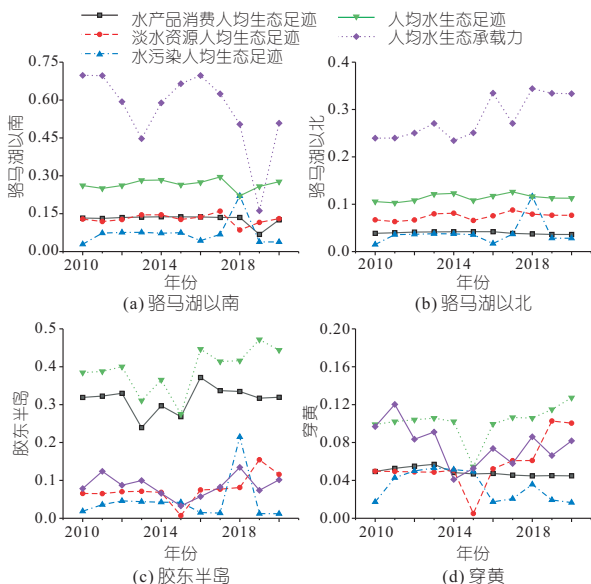 水产品消费人均生态足迹 人均水生态足迹
淡水资源人均生态足迹 人均水生态承载力
水污染人均生态足迹
骆马湖以南
0.75
0.60
0.45
0.30
0.15
0.00
2010 2014 2018
年份
(a) 骆马湖以南
骆马湖以北
0.4
0.3
0.2
0.1
0.0
2010 2014 2018
年份
(b) 骆马湖以北
胶东半岛
0.5
0.4
0.3
0.2
0.1
0.0
2010 2014 2018
年份
(c) 胶东半岛
穿黄
0.20
0.16
0.12
0.08
0.04
0.00
2010 2014 2018
年份
(d) 穿黄